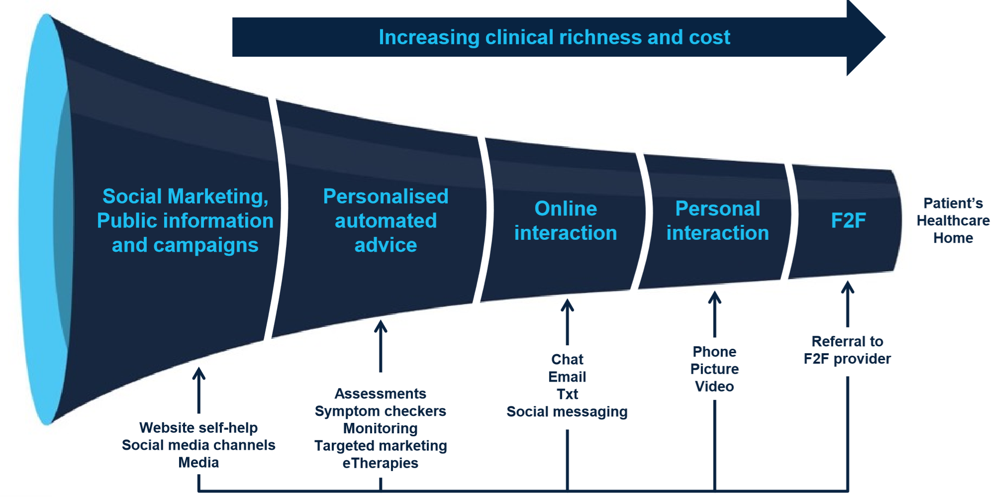 Increasing clinical richness and cost
Social Marketing,
Public information
and campaigns
Personalised
automated
advice
Online
interaction
Personal
interaction
F2F
Patient’s
Healthcare
Home
Website self-help
Social media channels
Media
Assessments
Symptom checkers
Monitoring
Targeted marketing
eTherapies
Chat
Email
Txt
Social messaging
Phone
Picture
Video
Referral to
F2F provider